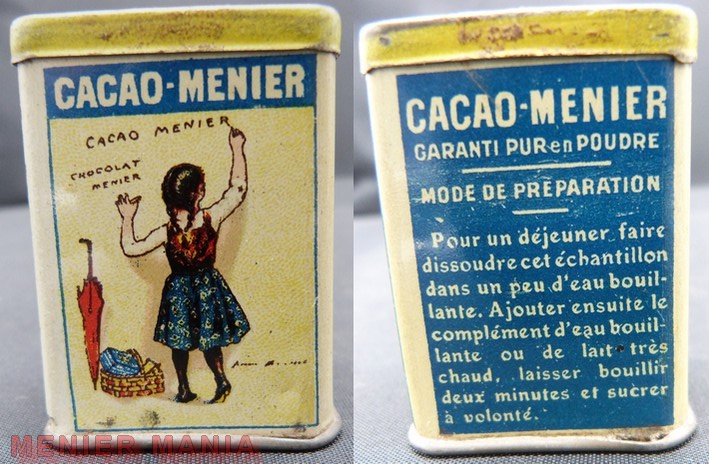 CACAO-MENIER
CACAO MENIER
CHOCOLAT
MENIER
MENIER MANIA
CACAO-MENIER
GARANTI PUR en POUDRE
MODE DE PREPARATION
Pour un déjeuner faire
dissoudre cet échantillon
dans un peu d'eau bouil-
lante. Ajouter ensuite le
complément d'eau bouil-
lante ou de lait très
chaud, laisser bouillir
deux minutes et sucrer
à volonté.